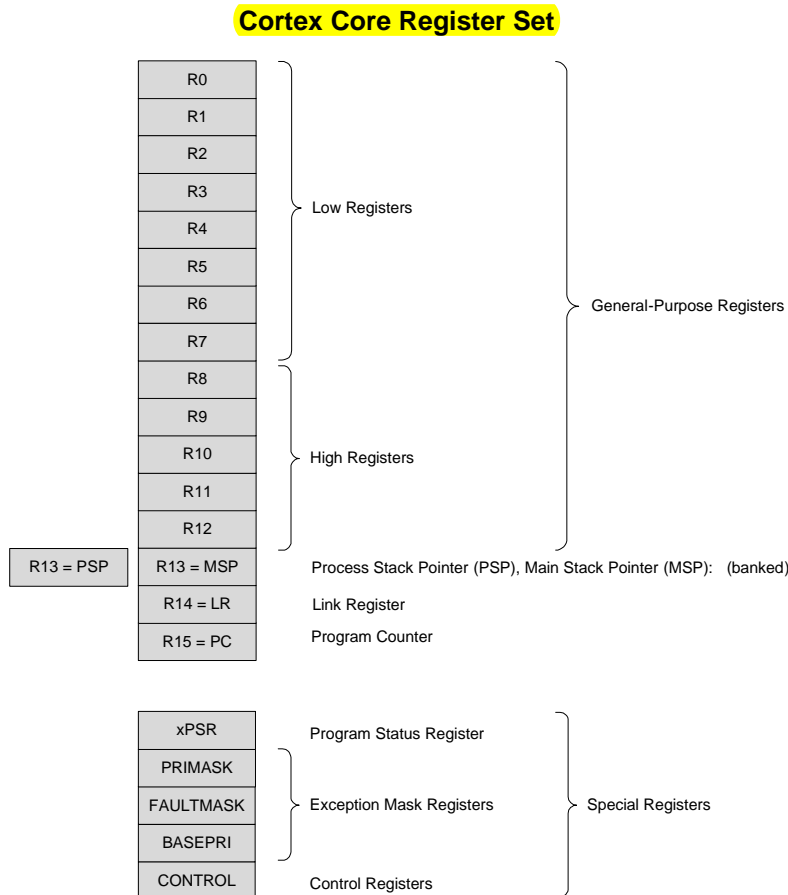 Cortex Core Register Set
R0
R1
R2
R3
R4
R5
R6
R7
Low Registers
R8
R9
R10
R11
R12
High Registers
General-Purpose Registers
R13 = PSP
R13 = MSP
Process Stack Pointer (PSP), Main Stack Pointer (MSP): (banked)
R14 = LR
Link Register
R15 = PC
Program Counter
xPSR
Program Status Register
PRIMASK
FAULTMASK
BASEPRI
Exception Mask Registers
CONTROL
Control Registers
Special Registers